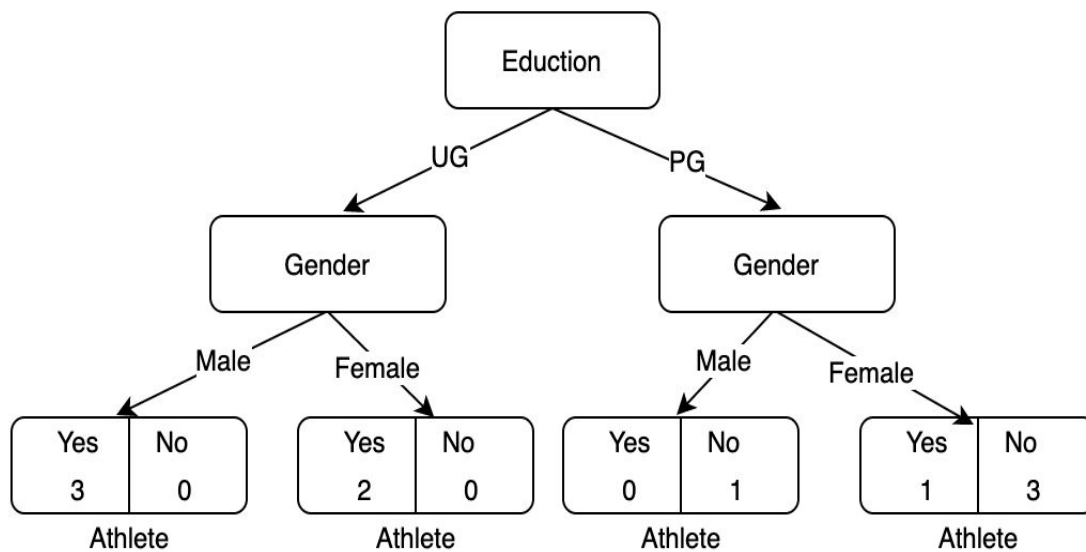 Eduction
UG PG
Gender Gender
Male Female Male Female
Yes No Yes No Yes No Yes No
3 0 2 0 0 1 1 3
Athlete Athlete Athlete Athlete